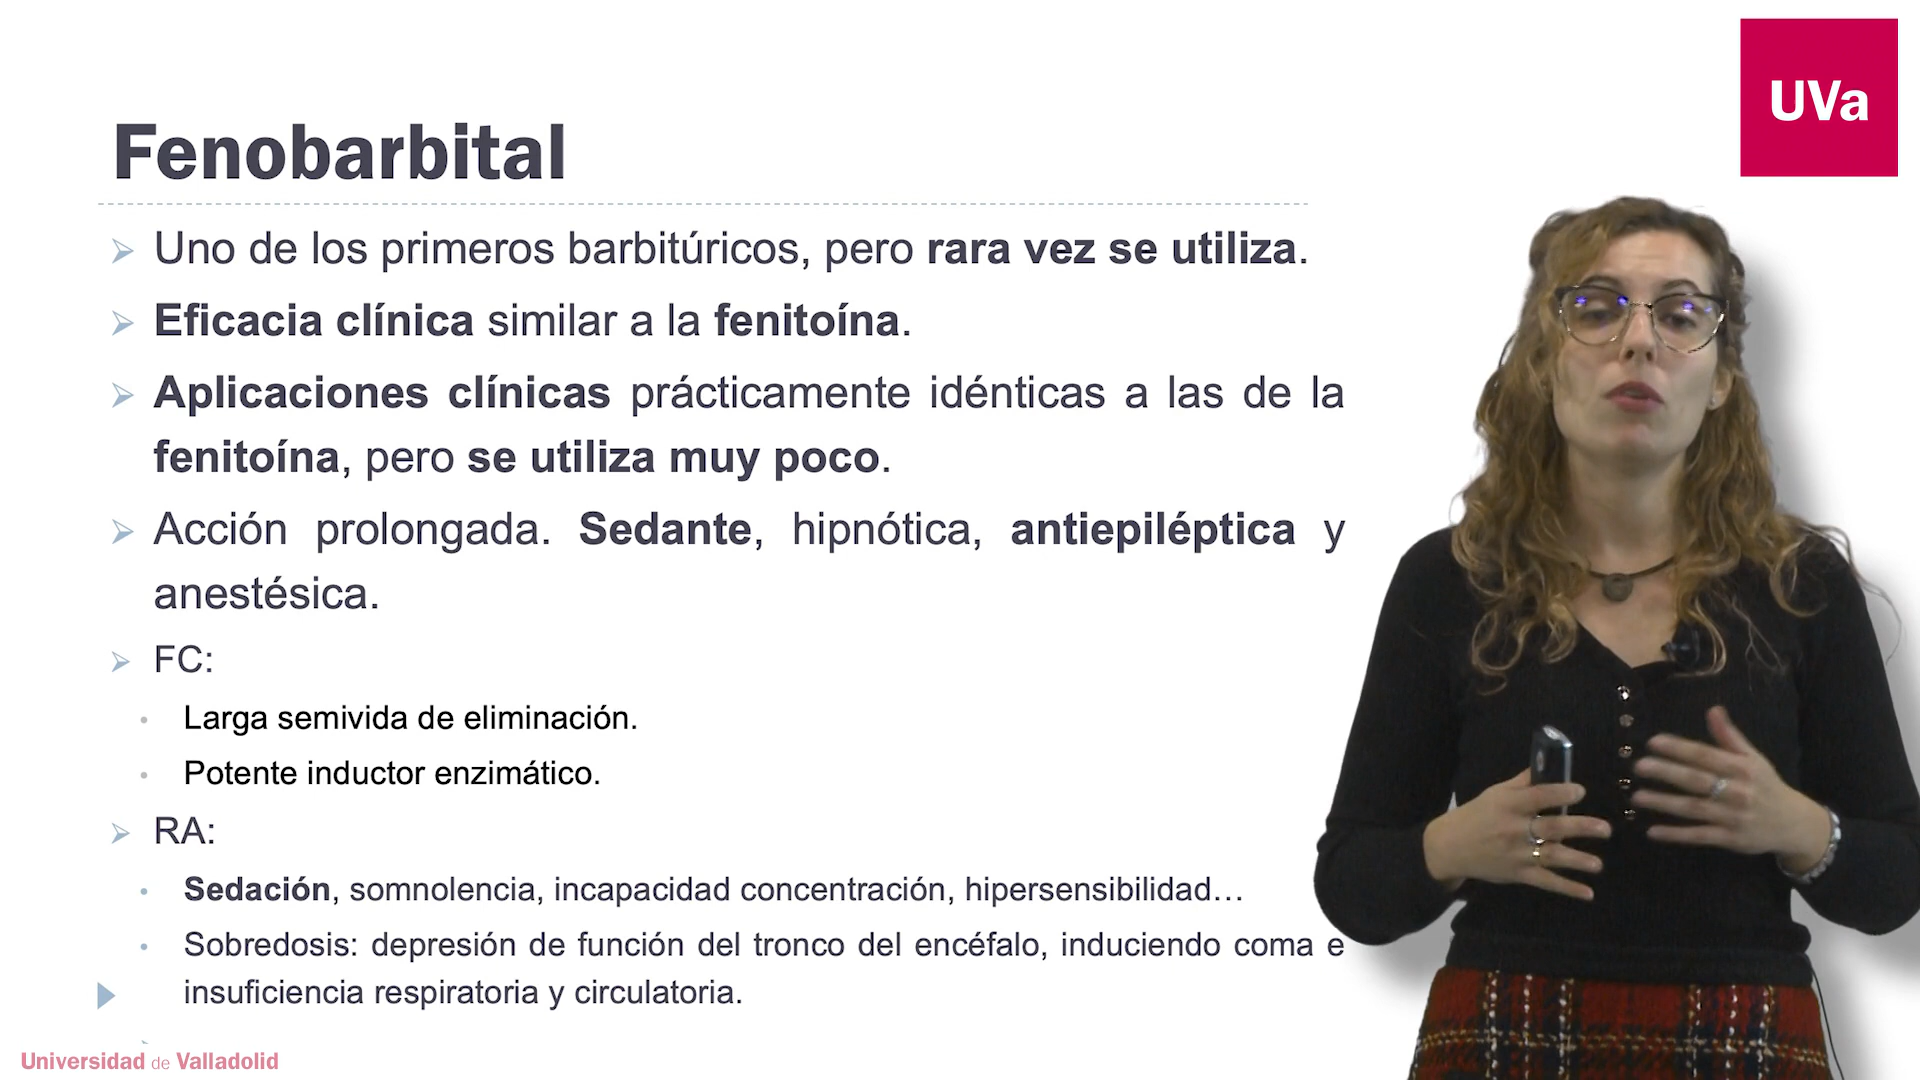 UVa
Fenobarbital
Uno de los primeros barbitúricos, pero rara vez se utiliza.
Eficacia clínica similar a la fenitoína.
Aplicaciones clínicas prácticamente idénticas a las de la
fenitoína, pero se utiliza muy poco.
Acción prolongada. Sedante, hipnótica, antiepiléptica y
anestésica.
FC:
Larga semivida de eliminación.
Potente inductor enzimático.
RA:
Sedación, somnolencia, incapacidad concentración, hipersensibilidad...
Sobredosis: depresión de función del tronco del encéfalo, induciendo coma e
insuficiencia respiratoria y circulatoria.
Universidad de Valladolid